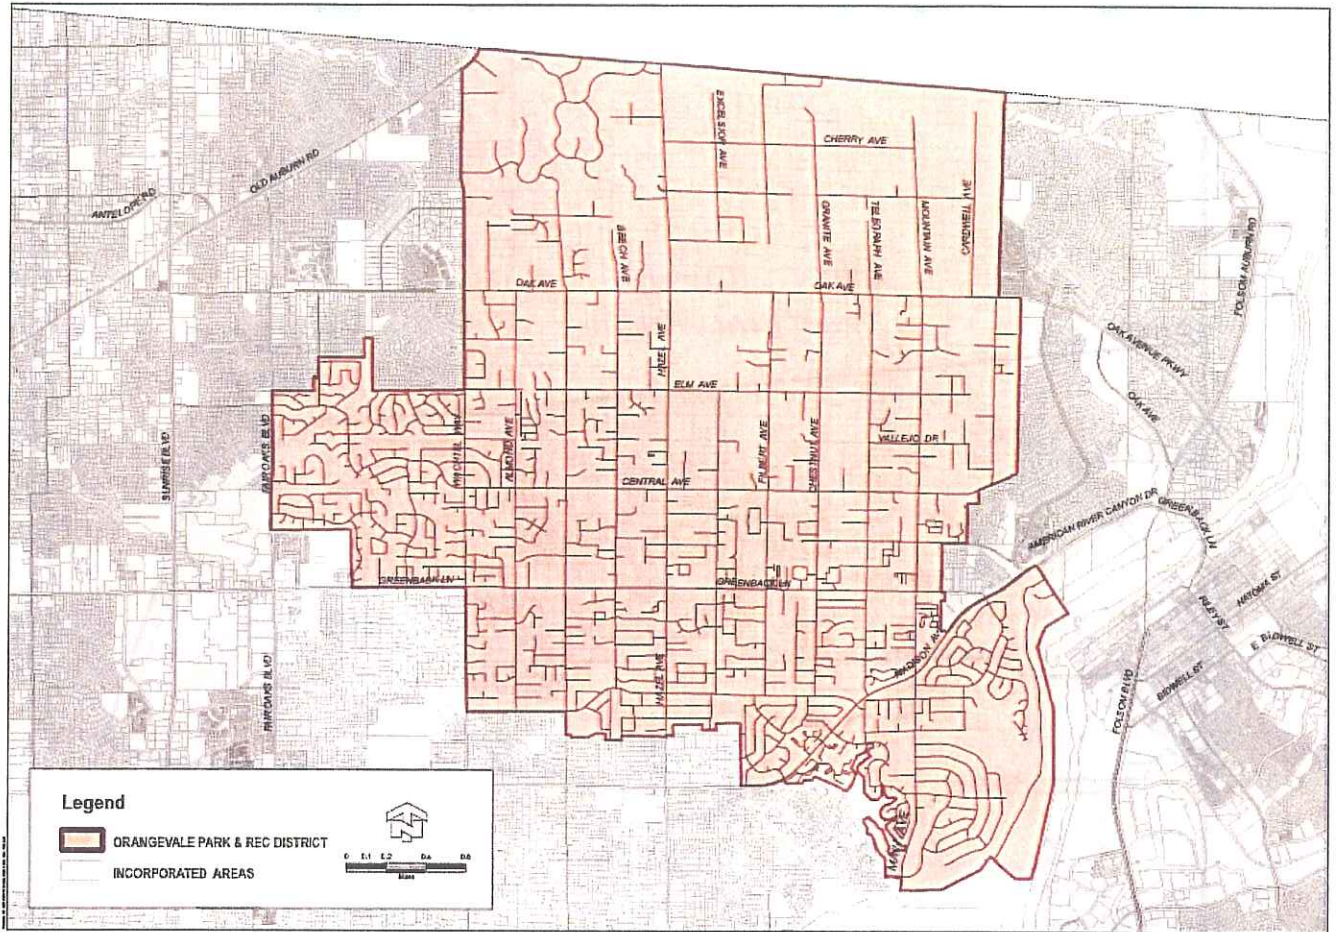 EXCELSIOR AVE
CHERRY AVE
OLD AUBURN RD
ANTELOPE RD
BEECH AVE
GRANITE AVE
TELEGRAPH AVE
MOUNTAIN AVE
CARDWELL AVE
FOLSOM AUBURN RD
OAK AVE
OAK AVE
OAK AVENUE PKWY
HAZEL AVE
ELM AVE
OAK AVE
SUNRISE BLVD
FAIR OAKS BLVD
ALMOND AVE
FILBERT AVE
CHESTNUT AVE
VALLEJO DR
CENTRAL AVE
AMERICAN RIVER CANYON DR
GREENBACK LN
GREENBACK LN
GREENBACK LN
NATOMA ST
RILEY ST
E BIDWELL ST
BIDWELL ST
FOLSOM BLVD
MADISON AVE
HAZEL AVE
FAIR OAKS BLVD
MAIN AVE
Legend
ORANGEVALE PARK & REC DISTRICT
INCORPORATED AREAS
N
Miles